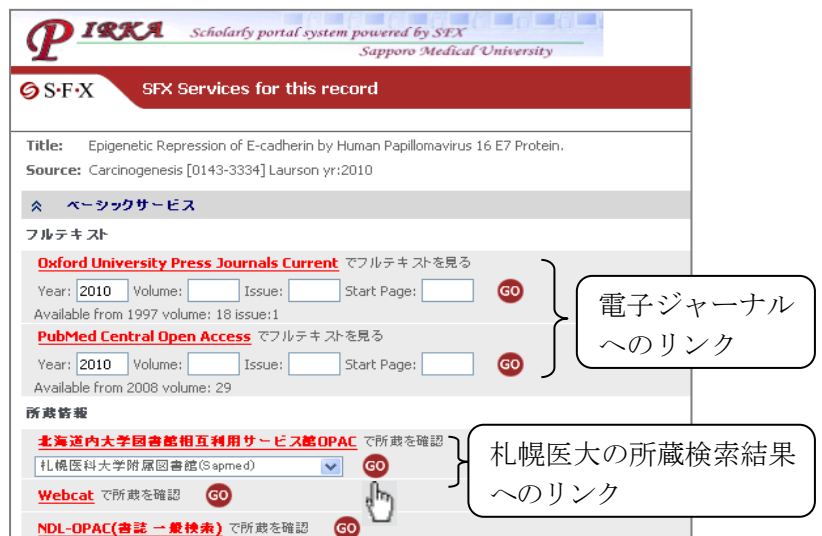 PIRKA Scholarly portal system powered by SFX
Sapporo Medical University
S·F·X SFX Services for this record
Title: Epigenetic Repression of E-cadherin by Human Papillomavirus 16 E7 Protein.
Source: Carcinogenesis [0143-3334] Laurson yr:2010
ベーシックサービス
フルテキスト
Oxford University Press Journals Current でフルテキストを見る
Year: 2010 Volume: Issue: Start Page: GO
Available from 1997 volume: 18 issue:1
PubMed Central Open Access でフルテキストを見る
Year: 2010 Volume: Issue: Start Page: GO
Available from 2008 volume: 29
電子ジャーナル
へのリンク
所蔵情報
北海道内大学図書館相互利用サービス館OPAC で所蔵を確認
札幌医科大学附属図書館(Sapmed) GO
Webcat で所蔵を確認 GO
NDL-OPAC(書誌一般検索) で所蔵を確認 GO
札幌医大の所蔵検索結果
へのリンク